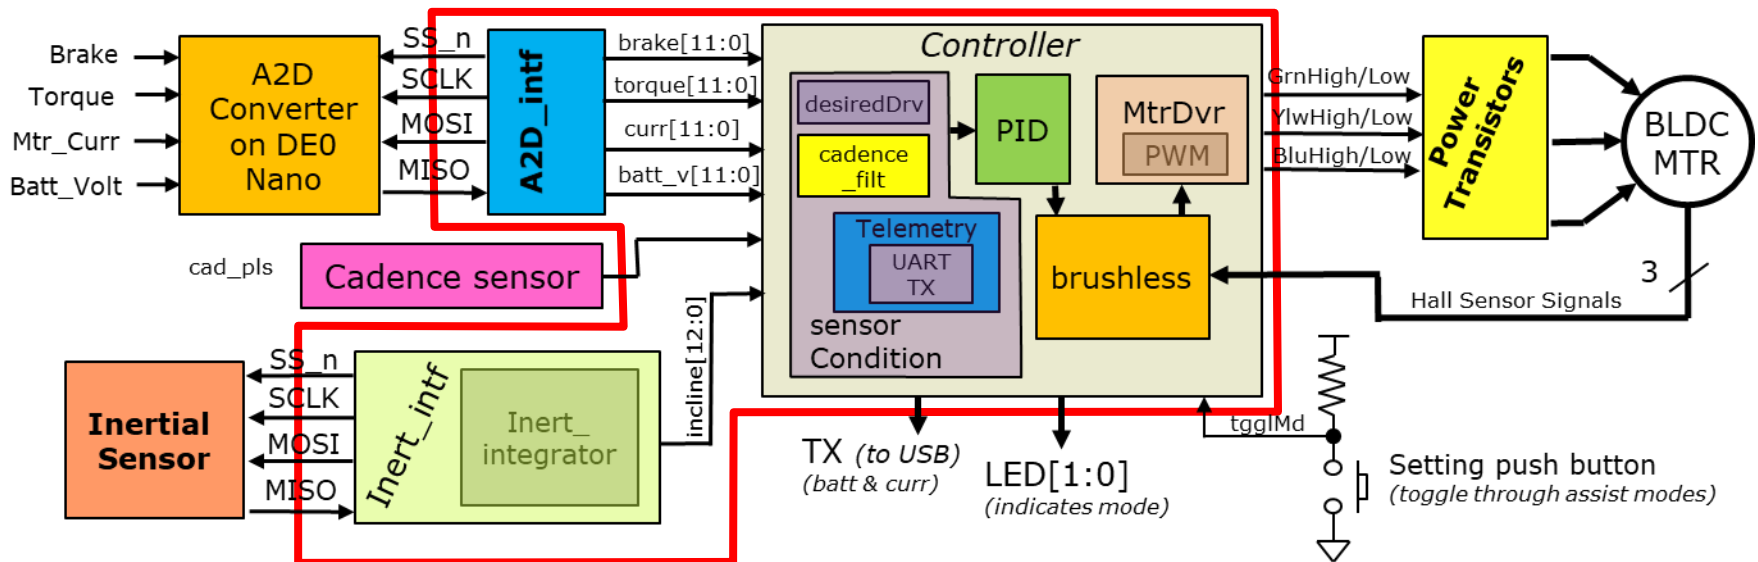 Brake
Torque
Mtr_Curr
Batt_Volt
A2D
Converter
on DE0
Nano
SS_n
SCLK
MOSI
MISO
A2D_intf
brake[11:0]
torque[11:0]
curr[11:0]
batt_v[11:0]
Controller
desiredDrv
cadence
_filt
Telemetry
UART
TX
sensor
Condition
PID
MtrDvr
PWM
brushless
GrnHigh/Low
YlwHigh/Low
BluHigh/Low
Power
Transistors
BLDC
MTR
3
Hall Sensor Signals
cad_pls
Cadence sensor
incline[12:0]
Inertial
Sensor
SS_n
SCLK
MOSI
MISO
Inert_intf
Inert_
integrator
TX (to USB)
(batt & curr)
LED[1:0]
(indicates mode)
tgglMd
Setting push button
(toggle through assist modes)